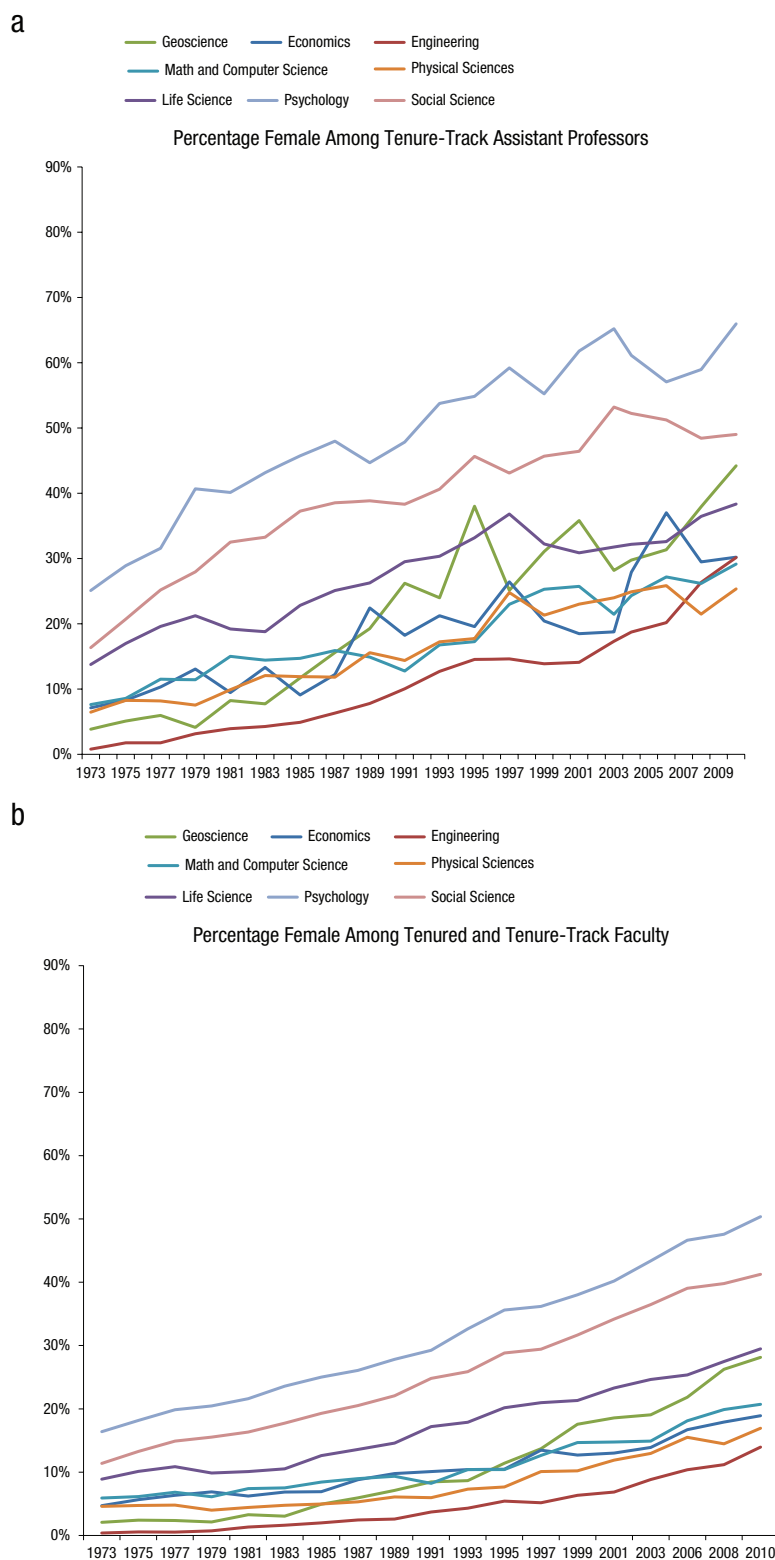 a
Geoscience Economics Engineering
Math and Computer Science Physical Sciences
Life Science Psychology Social Science
Percentage Female Among Tenure-Track Assistant Professors
90%
80%
70%
60%
50%
40%
30%
20%
10%
0%
1973 1975 1977 1979 1981 1983 1985 1987 1989 1991 1993 1995 1997 1999 2001 2003 2005 2007 2009
b
Geoscience Economics Engineering
Math and Computer Science Physical Sciences
Life Science Psychology Social Science
Percentage Female Among Tenured and Tenure-Track Faculty
90%
80%
70%
60%
50%
40%
30%
20%
10%
0%
1973 1975 1977 1979 1981 1983 1985 1987 1989 1991 1993 1995 1997 1999 2001 2003 2006 2008 2010